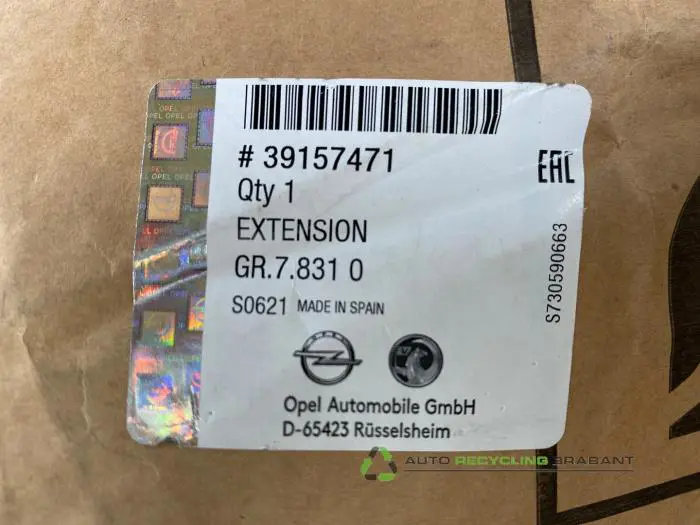 # 39157471
EAC
Qty 1
EXTENSION
GR.7.831 0
S0621 MADE IN SPAIN
S730590663
OPEL
Opel Automobile GmbH
D-65423 Rüsselsheim
AUTO RECYCLING BRABANT